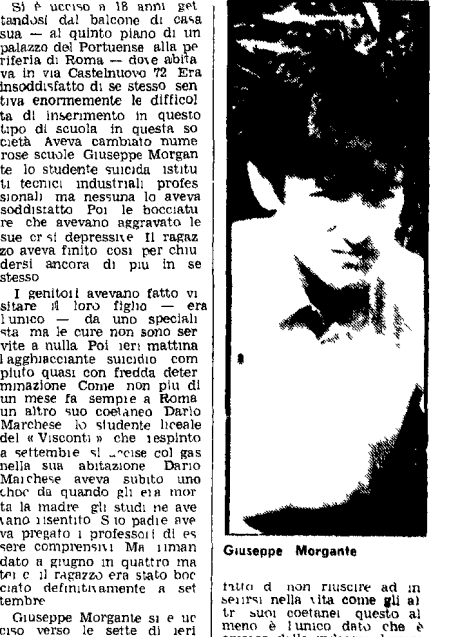 Si è ucciso a 18 anni get
tandosi dal balcone di casa
sua — al quinto piano di un
palazzo del Portuense alla pe
riferia di Roma — dove abita
va in via Castelnuovo 72 Era
insoddisfatto di se stesso sen
tiva enormemente le difficol
ta di inserimento in questo
tipo di scuola in questa so
cietà Aveva cambiato nume
rose scuole Giuseppe Morgan
te lo studente suicida istitu
ti tecnici industriali profes
sionali ma nessuna lo aveva
soddisfatto Poi le bocciatu
re che avevano aggravato le
sue crsi depressive Il ragaz
zo aveva finito cosi per chiu
dersi ancora di piu in se
stesso
I genitori avevano fatto vi
sitare il loro figlio — era
l unico — da uno speciali
sta ma le cure non sono ser
vite a nulla Poi ieri mattina
l agghiacciante suicidio com
piuto quasi con fredda deter
minazione Come non piu di
un mese fa sempre a Roma
un altro suo coetaneo Dario
Marchese lo studente liceale
del « Visconti » che respinto
a settembre si col gas
nella sua abitazione Dario
Marchese aveva subito uno
choc da quando gli era mor
ta la madre gli studi ne ave
vano risentito S io padre ave
va pregato i professori di es
sere comprensivi Ma riman
dato a giugno in quattro ma
te il ragazzo era stato boc
ciato definitivamente a set
tembre
Giuseppe Morgante si e uc
ciso verso le sette di ieri
Giuseppe Morgante
fatto d non riuscire ad in
serirsi nella vita come gli al
tr suoi coetanei questo al
meno è l unico dato che è